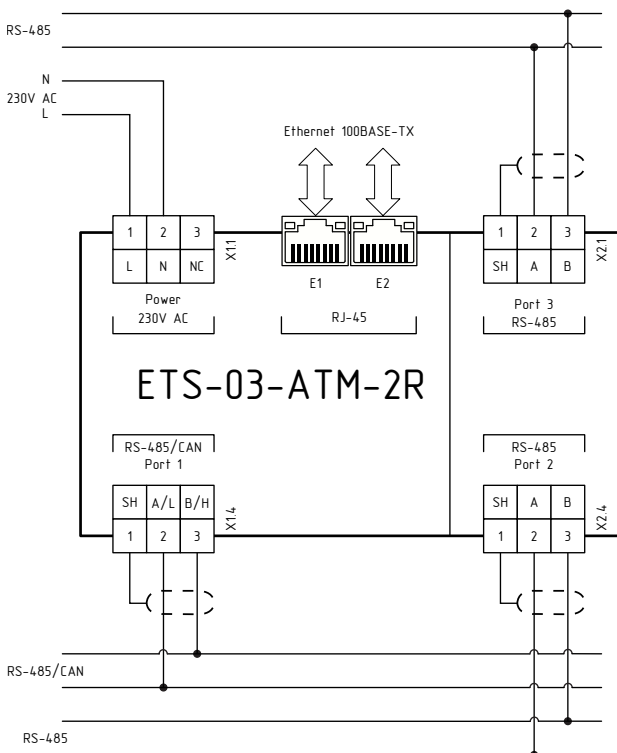 RS-485
N
230V AC
L
Ethernet 100BASE-TX
1 2 3
L N NC
X1.1
Power
230V AC
E1 E2
RJ-45
1 2 3
SH A B
X2.1
Port 3
RS-485
ETS-03-ATM-2R
RS-485/CAN
Port 1
SH A/L B/H
1 2 3
X1.4
RS-485
Port 2
SH A B
1 2 3
X2.4
RS-485/CAN
RS-485